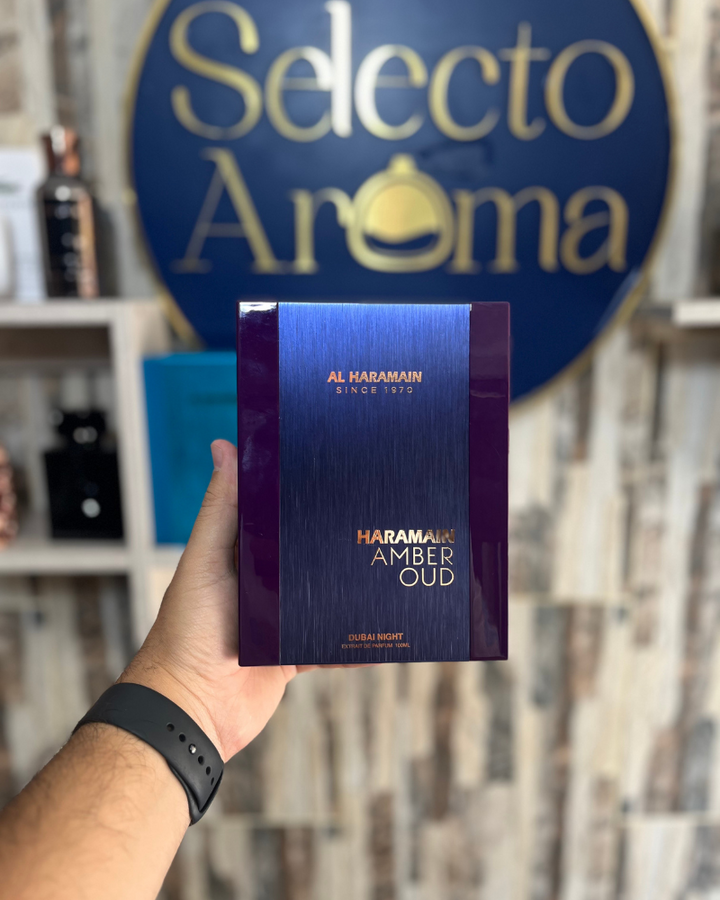 Selecto
Aroma
AL HARAMAIN
SINCE 1970
HARAMAIN
AMBER
OUD
DUBAI NIGHT
EXTRAIT DE PARFUM 100ML